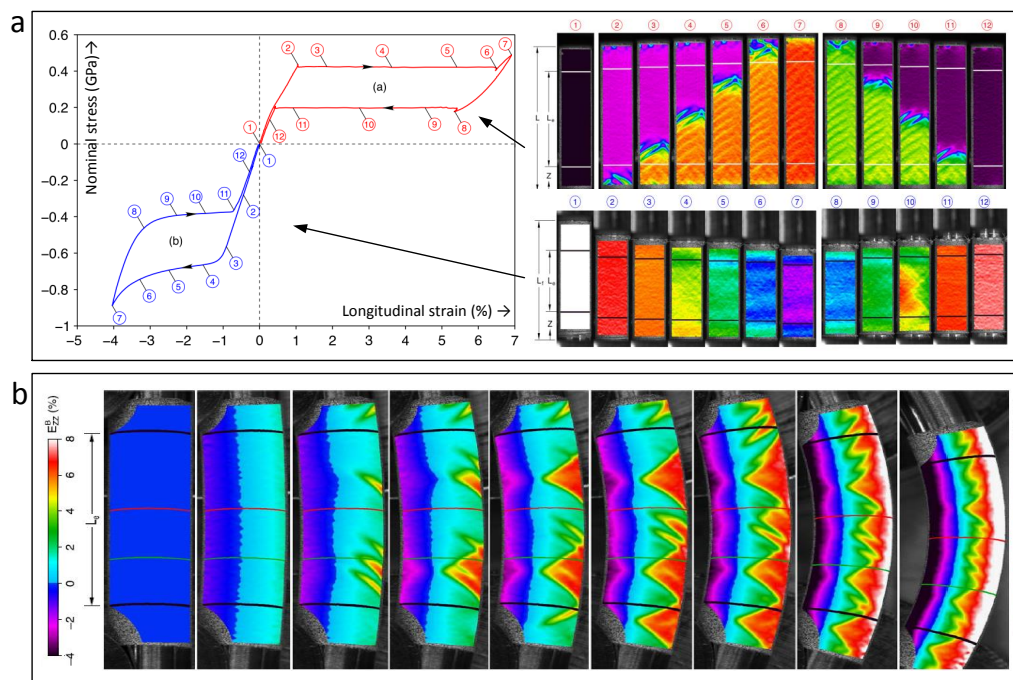 a
Nominal stress (GPa)→
0.6
0.4
0.2
0
−0.2
−0.4
−0.6
−0.8
−1
−5 −4 −3 −2 −1 0 1 2 3 4 5 6 7
Longitudinal strain (%) →
1 2 3 4 5 6 7
8 9 10 11 12
(a)
1 2 3 4 5 6 7
8 9 10 11 12
(b)
1 2 3 4 5 6 7 8 9 10 11 12
L
Le
Z
1 2 3 4 5 6 7 8 9 10 11 12
Lf
Le
Z
b
E^B_ZZ (%)
8
6
4
2
0
−2
−4